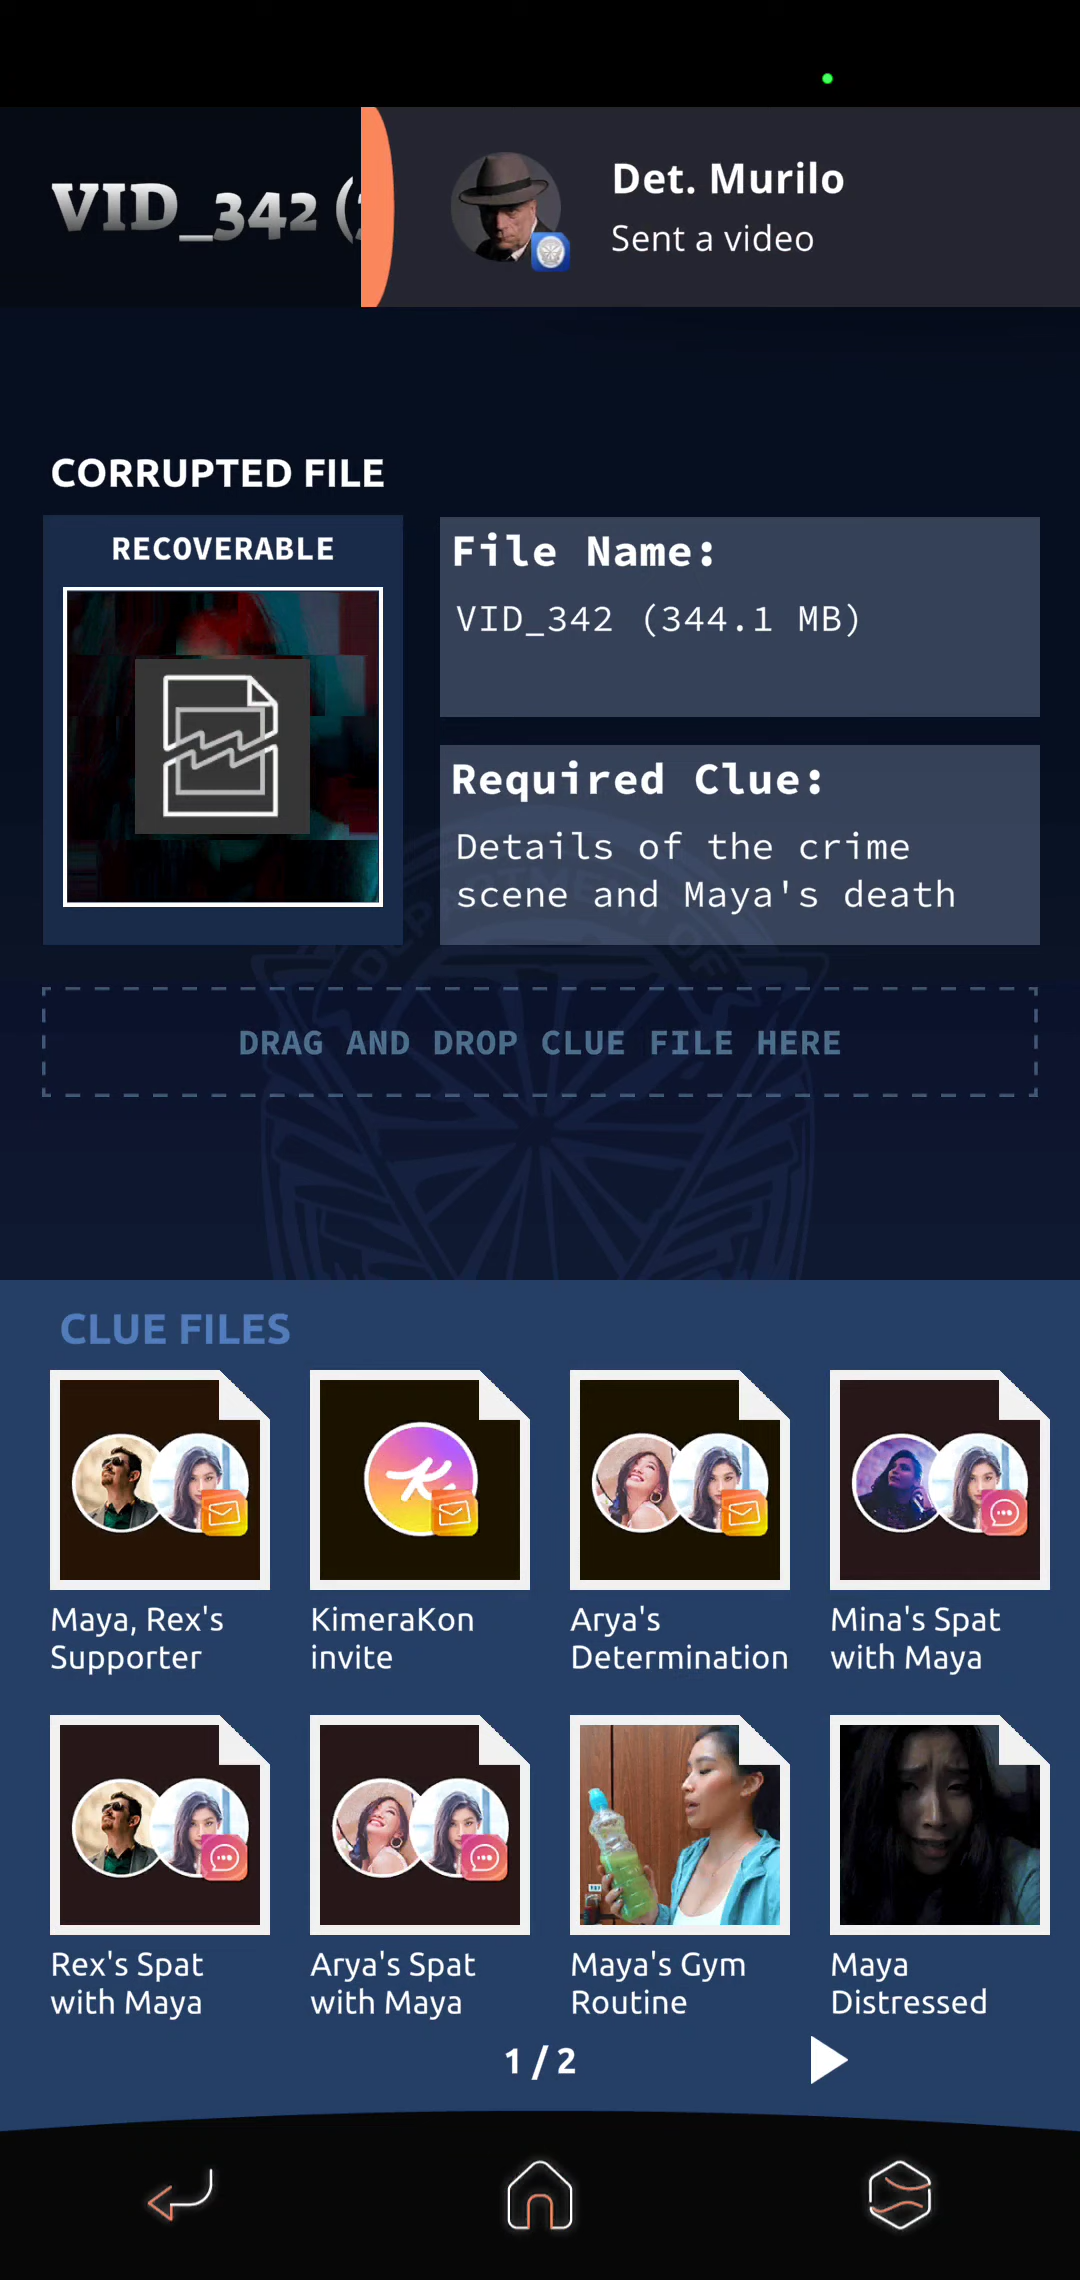 VID_342 (
Det. Murilo
Sent a video
CORRUPTED FILE
RECOVERABLE
File Name:
VID_342 (344.1 MB)
Required Clue:
Details of the crime
scene and Maya's death
DEPARTMENT OF
DRAG AND DROP CLUE FILE HERE
CLUE FILES
Maya, Rex's
Supporter
KimeraKon
invite
Arya's
Determination
Mina's Spat
with Maya
Rex's Spat
with Maya
Arya's Spat
with Maya
Maya's Gym
Routine
Maya
Distressed
1 / 2